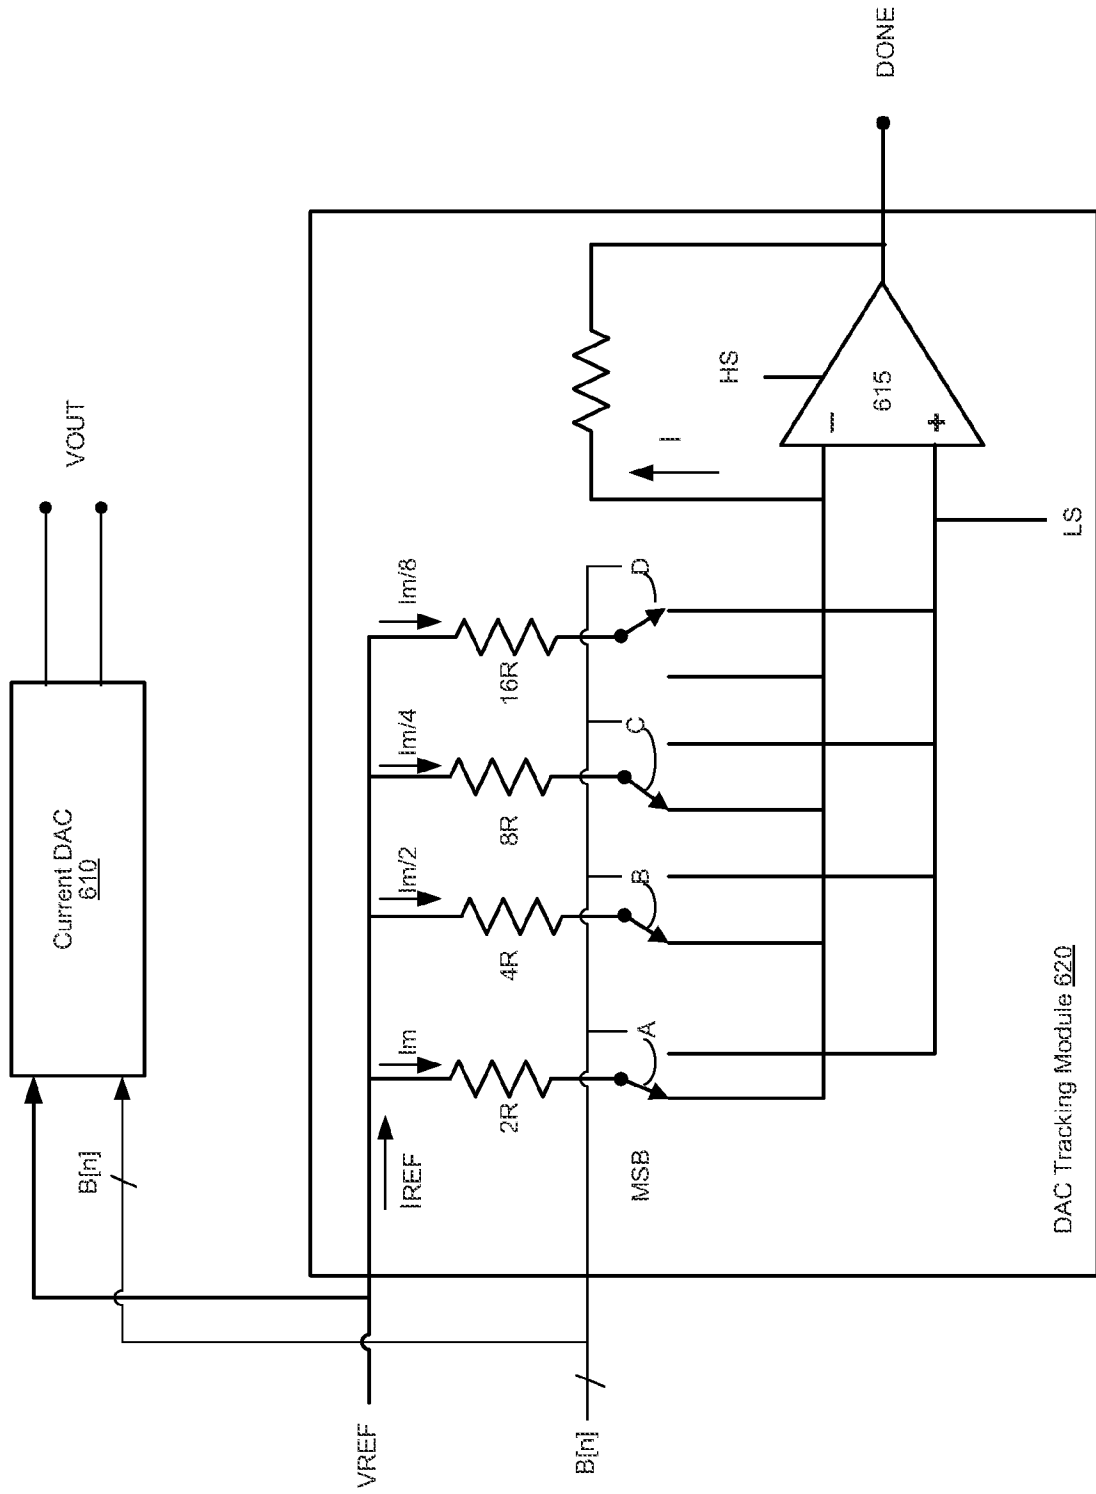 Current DAC
610
VOUT
B[n]
VREF
IREF
Im
Im/2
Im/4
Im/8
2R
4R
8R
16R
B[n]
MSB
A
B
C
D
I
HS
615
−
+
LS
DONE
DAC Tracking Module 620